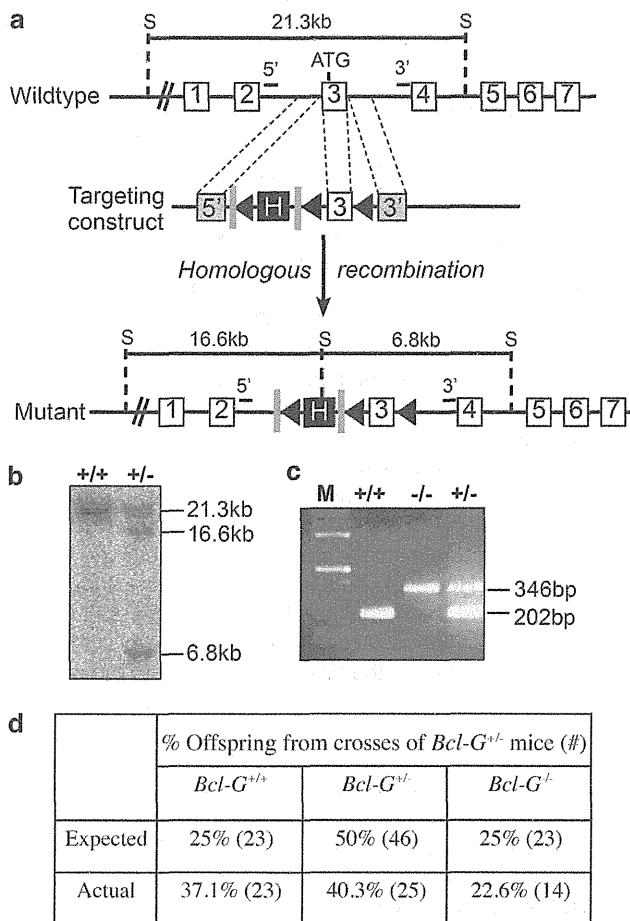 a
S 21.3kb S
5' ATG 3'
Wildtype 1 2 3 4 5 6 7
Targeting construct 5' H 3 3'
Homologous recombination
S 16.6kb S 6.8kb S
5' 3'
Mutant 1 2 H 3 4 5 6 7
b
+/+ +/-
21.3kb
16.6kb
6.8kb
c
M +/+ -/- +/-
346bp
202bp
d
% Offspring from crosses of Bcl-G+/- mice (#)
Bcl-G+/+ Bcl-G+/- Bcl-G-/-
Expected 25% (23) 50% (46) 25% (23)
Actual 37.1% (23) 40.3% (25) 22.6% (14)